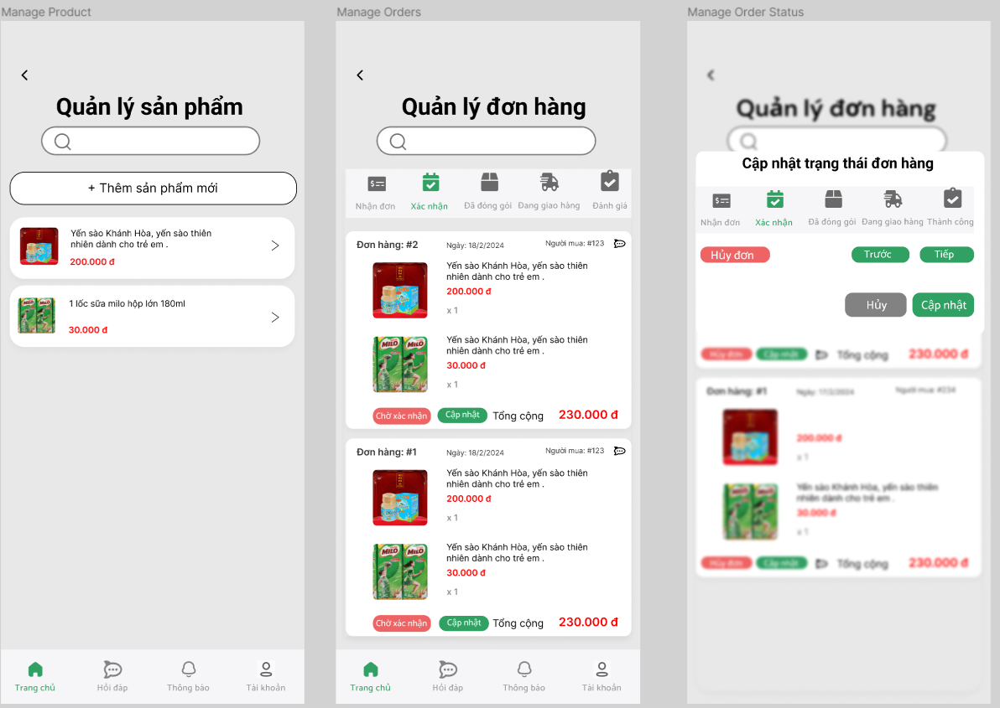 Manage Product
Quản lý sản phẩm
+ Thêm sản phẩm mới
Yến sào Khánh Hòa, yến sào thiên
nhiên dành cho trẻ em .
200.000 đ
1 lốc sữa milo hộp lớn 180ml
30.000 đ
Trang chủ
Hỏi đáp
Thông báo
Tài khoản
Manage Orders
Quản lý đơn hàng
Nhận đơn
Xác nhận
Đã đóng gói
Đang giao hàng
Đánh giá
Đơn hàng: #2
Ngày: 18/2/2024
Người mua: #123
Yến sào Khánh Hòa, yến sào thiên
nhiên dành cho trẻ em .
200.000 đ
x 1
MILO
MILO
Yến sào Khánh Hòa, yến sào thiên
nhiên dành cho trẻ em .
30.000 đ
x 1
Chờ xác nhận
Cập nhật
Tổng cộng
230.000 đ
Đơn hàng: #1
Ngày: 18/2/2024
Người mua: #123
Yến sào Khánh Hòa, yến sào thiên
nhiên dành cho trẻ em .
200.000 đ
x 1
MILO
MILO
Yến sào Khánh Hòa, yến sào thiên
nhiên dành cho trẻ em .
30.000 đ
x 1
Chờ xác nhận
Cập nhật
Tổng cộng
230.000 đ
Trang chủ
Hỏi đáp
Thông báo
Tài khoản
Manage Order Status
Quản lý đơn hàng
Cập nhật trạng thái đơn hàng
Nhận đơn
Xác nhận
Đã đóng gói
Đang giao hàng
Thành công
Hủy đơn
Trước
Tiếp
Hủy
Cập nhật
Hủy đơn
Cập nhật
Tổng cộng
230.000 đ
Đơn hàng: #1
Ngày: 17/2/2024
Người mua: #234
200.000 đ
x 1
Yến sào Khánh Hòa, yến sào thiên
nhiên dành cho trẻ em .
30.000 đ
x 1
Hủy đơn
Cập nhật
Tổng cộng
230.000 đ